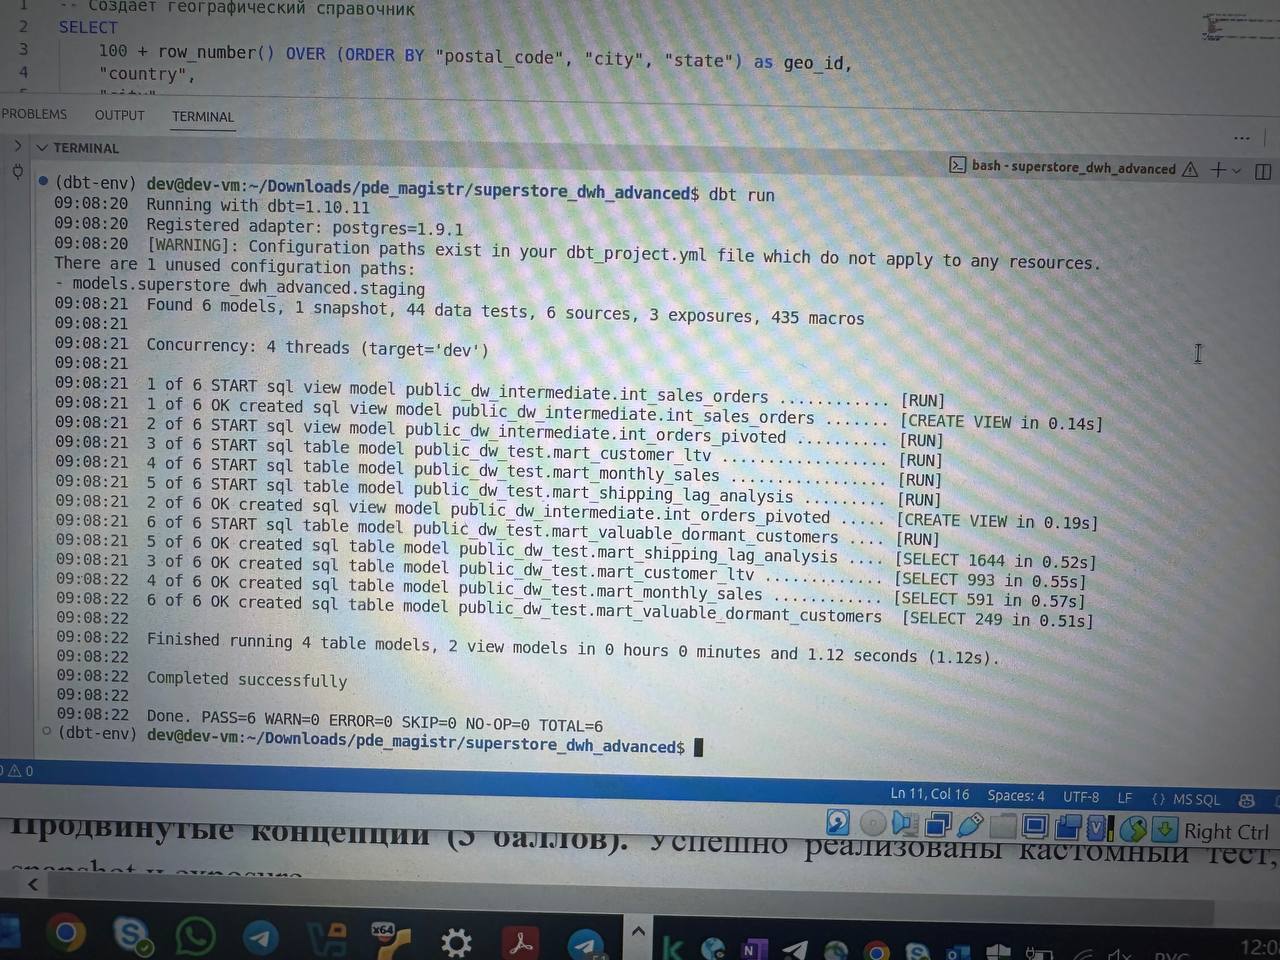 1 -- Создает географический справочник
2 SELECT
3 100 + row_number() OVER (ORDER BY "postal_code", "city", "state") as geo_id,
4 "country",
"city"
PROBLEMS OUTPUT TERMINAL
TERMINAL
bash - superstore_dwh_advanced
(dbt-env) dev@dev-vm:~/Downloads/pde_magistr/superstore_dwh_advanced$ dbt run
09:08:20 Running with dbt=1.10.11
09:08:20 Registered adapter: postgres=1.9.1
09:08:20 [WARNING]: Configuration paths exist in your dbt_project.yml file which do not apply to any resources.
There are 1 unused configuration paths:
- models.superstore_dwh_advanced.staging
09:08:21 Found 6 models, 1 snapshot, 44 data tests, 6 sources, 3 exposures, 435 macros
09:08:21
09:08:21 Concurrency: 4 threads (target='dev')
09:08:21
09:08:21 1 of 6 START sql view model public_dw_intermediate.int_sales_orders ............ [RUN]
09:08:21 1 of 6 OK created sql view model public_dw_intermediate.int_sales_orders ....... [CREATE VIEW in 0.14s]
09:08:21 2 of 6 START sql view model public_dw_intermediate.int_orders_pivoted .......... [RUN]
09:08:21 3 of 6 START sql table model public_dw_test.mart_customer_ltv .................. [RUN]
09:08:21 4 of 6 START sql table model public_dw_test.mart_monthly_sales ................. [RUN]
09:08:21 5 of 6 START sql table model public_dw_test.mart_shipping_lag_analysis ......... [RUN]
09:08:21 2 of 6 OK created sql view model public_dw_intermediate.int_orders_pivoted ..... [CREATE VIEW in 0.19s]
09:08:21 6 of 6 START sql table model public_dw_test.mart_valuable_dormant_customers .... [RUN]
09:08:21 5 of 6 OK created sql table model public_dw_test.mart_shipping_lag_analysis .... [SELECT 1644 in 0.52s]
09:08:21 3 of 6 OK created sql table model public_dw_test.mart_customer_ltv ............. [SELECT 993 in 0.55s]
09:08:22 4 of 6 OK created sql table model public_dw_test.mart_monthly_sales ............ [SELECT 591 in 0.57s]
09:08:22 6 of 6 OK created sql table model public_dw_test.mart_valuable_dormant_customers [SELECT 249 in 0.51s]
09:08:22
09:08:22 Finished running 4 table models, 2 view models in 0 hours 0 minutes and 1.12 seconds (1.12s).
09:08:22
09:08:22 Completed successfully
09:08:22
09:08:22 Done. PASS=6 WARN=0 ERROR=0 SKIP=0 NO-OP=0 TOTAL=6
(dbt-env) dev@dev-vm:~/Downloads/pde_magistr/superstore_dwh_advanced$
0
Ln 11, Col 16 Spaces: 4 UTF-8 LF {} MS SQL
Right Ctrl
Продвинутые концепции (5 баллов). Успешно реализованы кастомный тест,
snapshot и exposure
x64
РУС
12:0